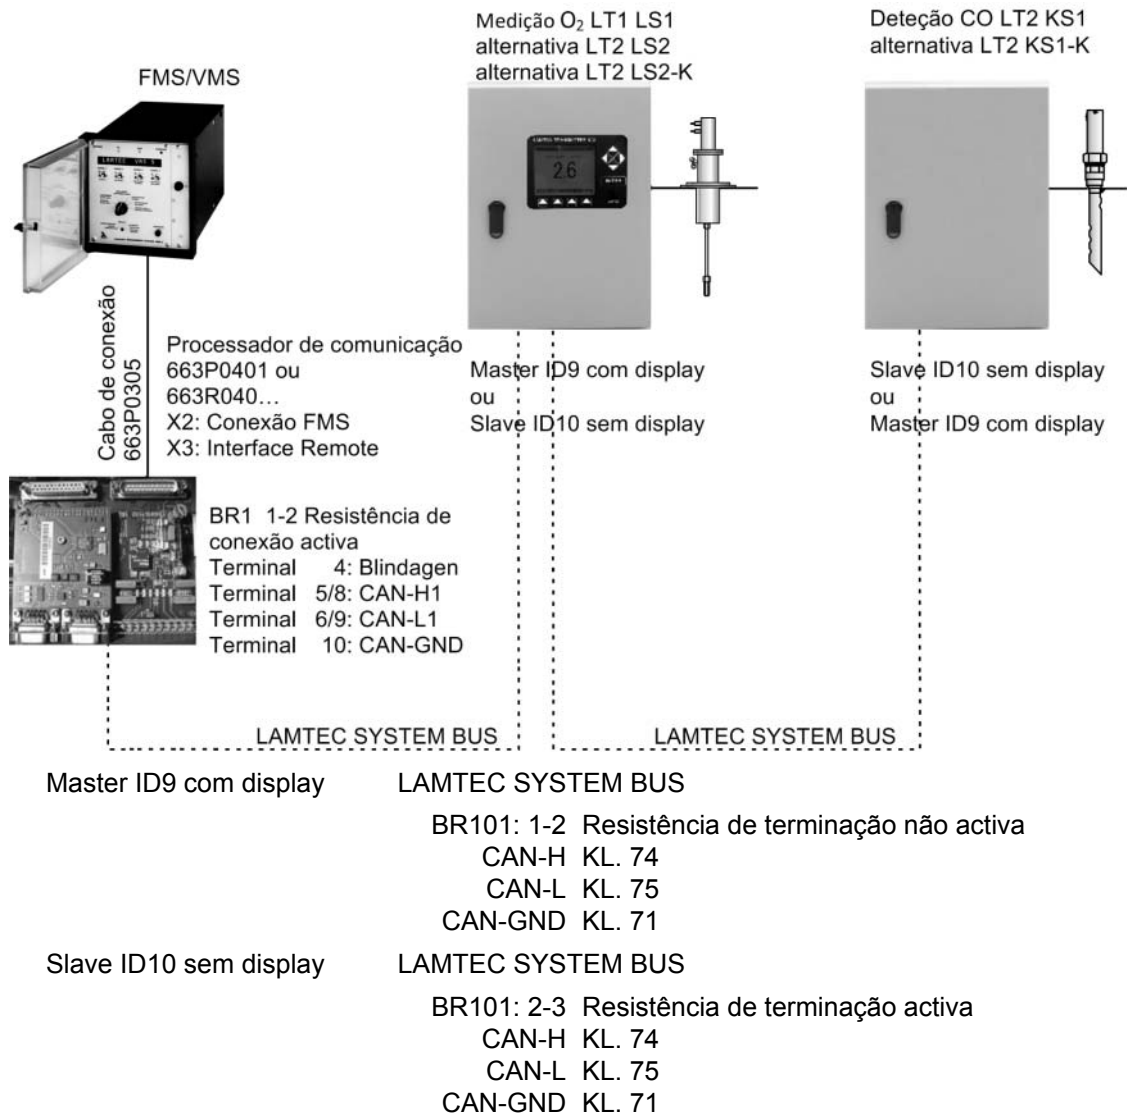 Medição O₂ LT1 LS1
alternativa LT2 LS2
alternativa LT2 LS2-K
Deteção CO LT2 KS1
alternativa LT2 KS1-K
FMS/VMS
LAMTEC VMS 5
2.6
Cabo de conexão
663P0305
Processador de comunicação
663P0401 ou
663R040…
X2: Conexão FMS
X3: Interface Remote
Master ID9 com display
ou
Slave ID10 sem display
Slave ID10 sem display
ou
Master ID9 com display
BR1 1-2 Resistência de
conexão activa
Terminal 4: Blindagen
Terminal 5/8: CAN-H1
Terminal 6/9: CAN-L1
Terminal 10: CAN-GND
LAMTEC SYSTEM BUS
LAMTEC SYSTEM BUS
Master ID9 com display LAMTEC SYSTEM BUS
BR101: 1-2 Resistência de terminação não activa
CAN-H KL. 74
CAN-L KL. 75
CAN-GND KL. 71
Slave ID10 sem display LAMTEC SYSTEM BUS
BR101: 2-3 Resistência de terminação activa
CAN-H KL. 74
CAN-L KL. 75
CAN-GND KL. 71